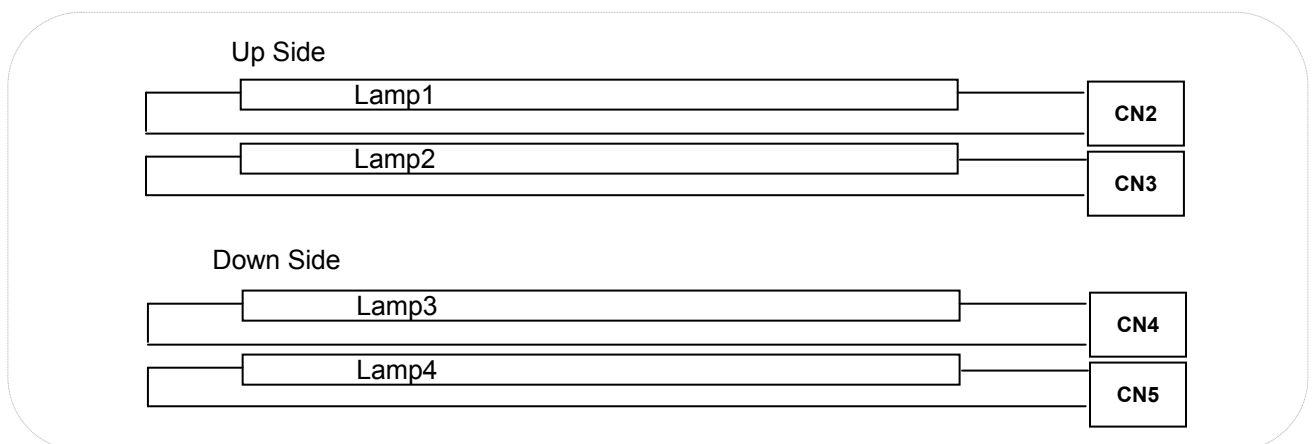 Up Side
Lamp1
CN2
Lamp2
CN3
Down Side
Lamp3
CN4
Lamp4
CN5